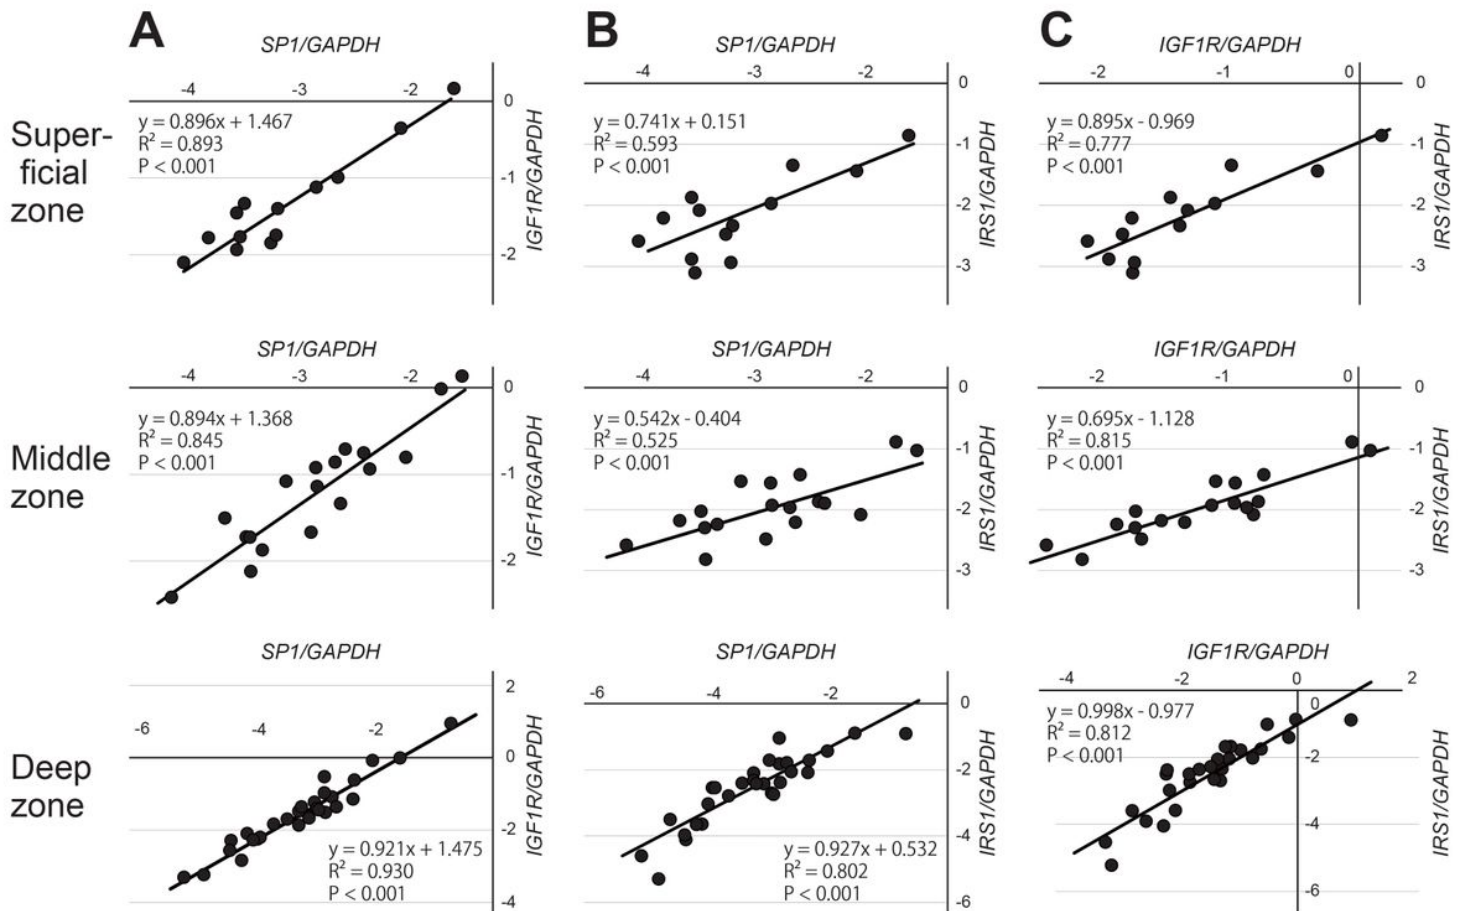 A
B
C
Super-
ficial
zone
SP1/GAPDH
-4 -3 -2
0
-1
-2
IGF1R/GAPDH
y = 0.896x + 1.467
R² = 0.893
P < 0.001
SP1/GAPDH
-4 -3 -2
0
-1
-2
-3
IRS1/GAPDH
y = 0.741x + 0.151
R² = 0.593
P < 0.001
IGF1R/GAPDH
-2 -1 0
0
-1
-2
-3
IRS1/GAPDH
y = 0.895x - 0.969
R² = 0.777
P < 0.001
Middle
zone
SP1/GAPDH
-4 -3 -2
0
-1
-2
IGF1R/GAPDH
y = 0.894x + 1.368
R² = 0.845
P < 0.001
SP1/GAPDH
-4 -3 -2
0
-1
-2
-3
IRS1/GAPDH
y = 0.542x - 0.404
R² = 0.525
P < 0.001
IGF1R/GAPDH
-2 -1 0
0
-1
-2
-3
IRS1/GAPDH
y = 0.695x - 1.128
R² = 0.815
P < 0.001
Deep
zone
SP1/GAPDH
-6 -4 -2
2
0
-2
-4
IGF1R/GAPDH
y = 0.921x + 1.475
R² = 0.930
P < 0.001
SP1/GAPDH
-6 -4 -2
0
-2
-4
-6
IRS1/GAPDH
y = 0.927x + 0.532
R² = 0.802
P < 0.001
IGF1R/GAPDH
-4 -2 0 2
0
-2
-4
-6
IRS1/GAPDH
y = 0.998x - 0.977
R² = 0.812
P < 0.001